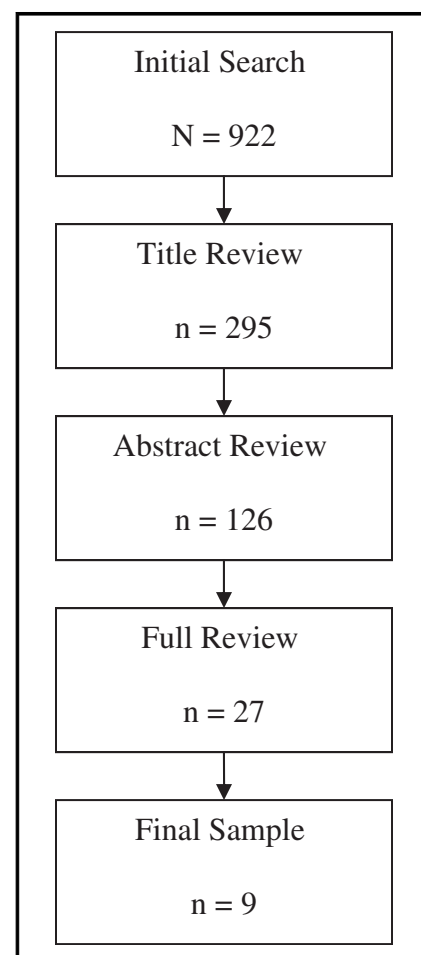 Initial Search
N = 922
Title Review
n = 295
Abstract Review
n = 126
Full Review
n = 27
Final Sample
n = 9